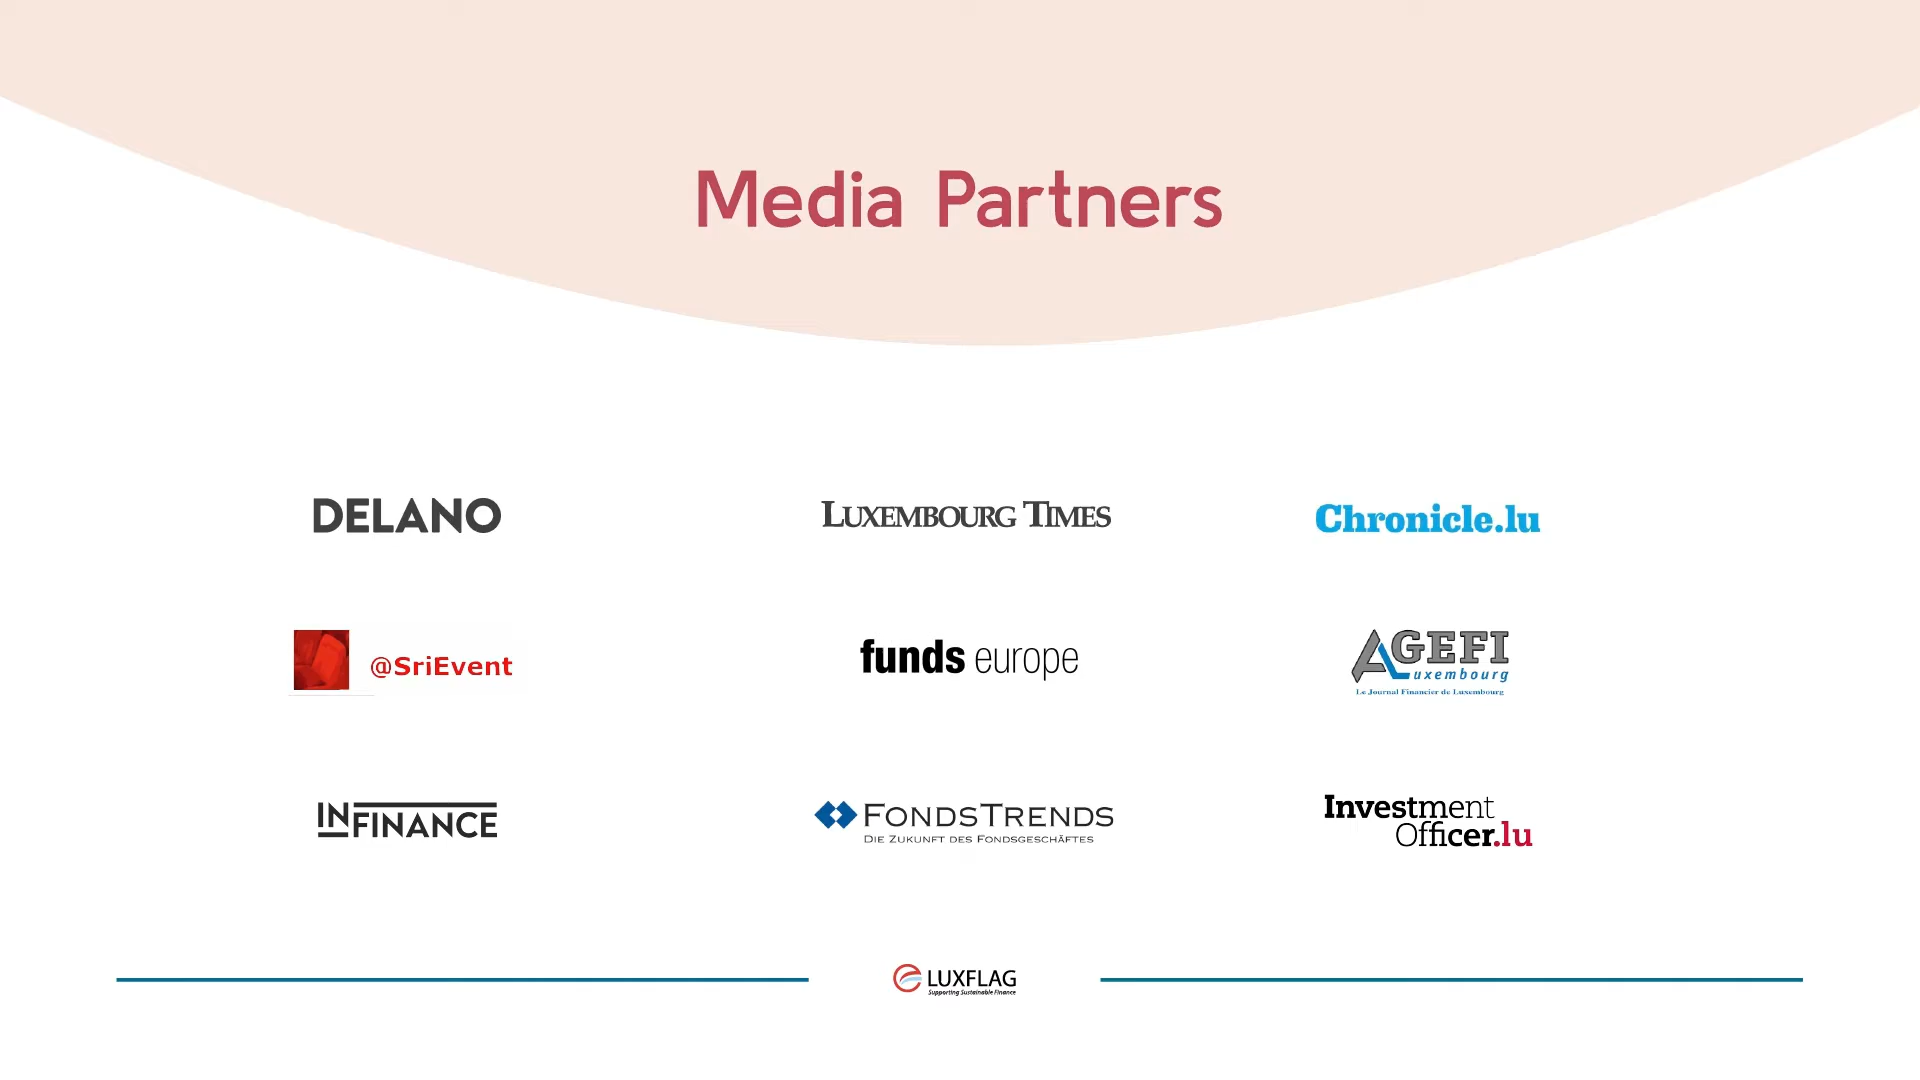 Media Partners
DELANO
LUXEMBOURG TIMES
Chronicle.lu
@SriEvent
funds europe
AGEFI
Luxembourg
Le Journal Financier de Luxembourg
INFINANCE
FONDSTRENDS
DIE ZUKUNFT DES FONDSGESCHÄFTES
Investment
Officer.lu
LUXFLAG
Supporting Sustainable Finance